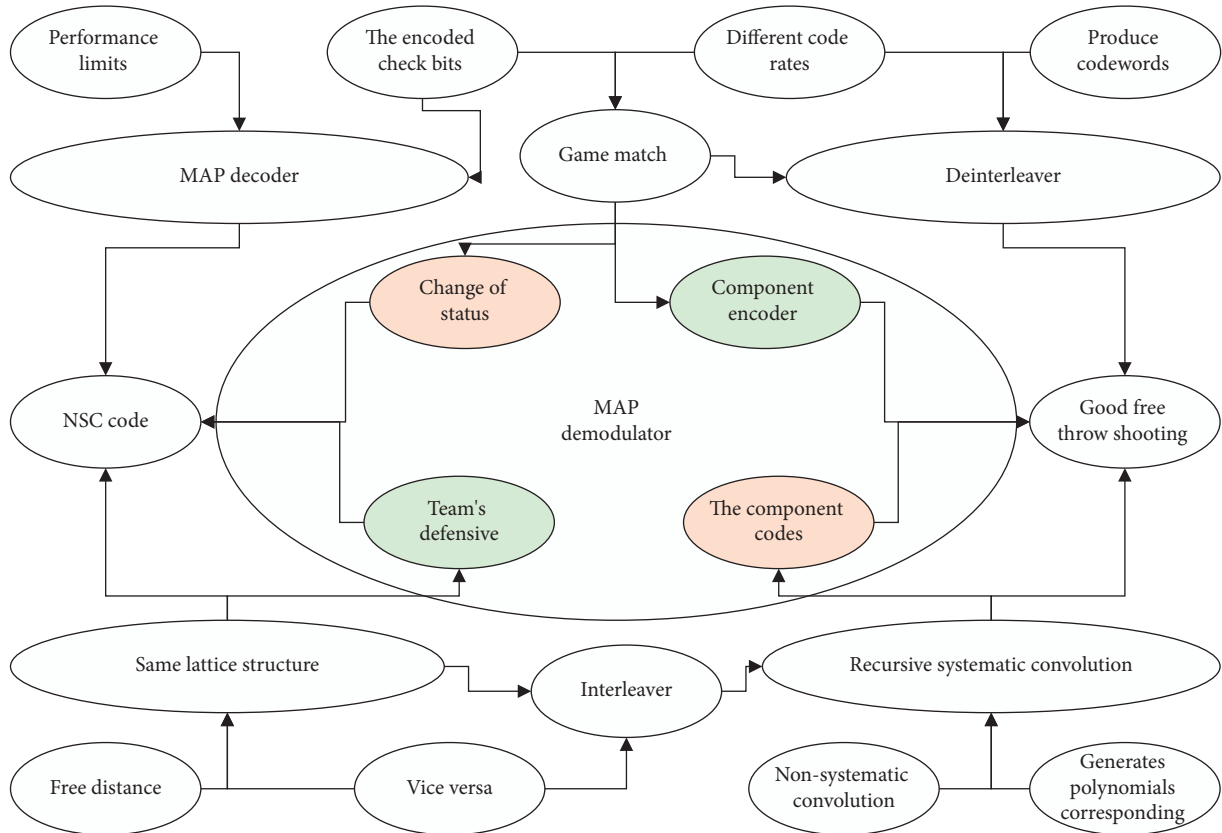 Performance
limits
The encoded
check bits
Different code
rates
Produce
codewords
MAP decoder
Game match
Deinterleaver
Change of
status
Component
encoder
NSC code
MAP
demodulator
Good free
throw shooting
Team's
defensive
The component
codes
Same lattice structure
Interleaver
Recursive systematic convolution
Free distance
Vice versa
Non-systematic
convolution
Generates
polynomials
corresponding